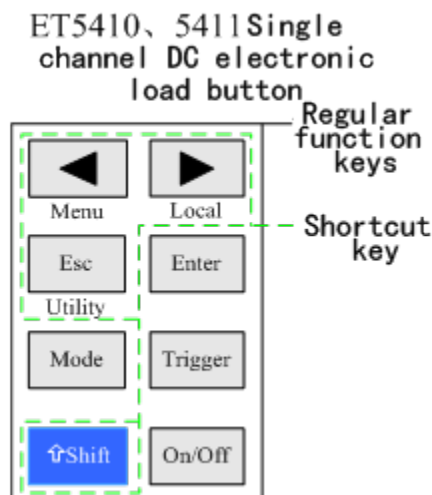 ET5410、5411Single
channel DC electronic
load button
Regular
function
keys
Menu Local
Shortcut
key
Esc Enter
Utility
Mode Trigger
⇧Shift On/Off